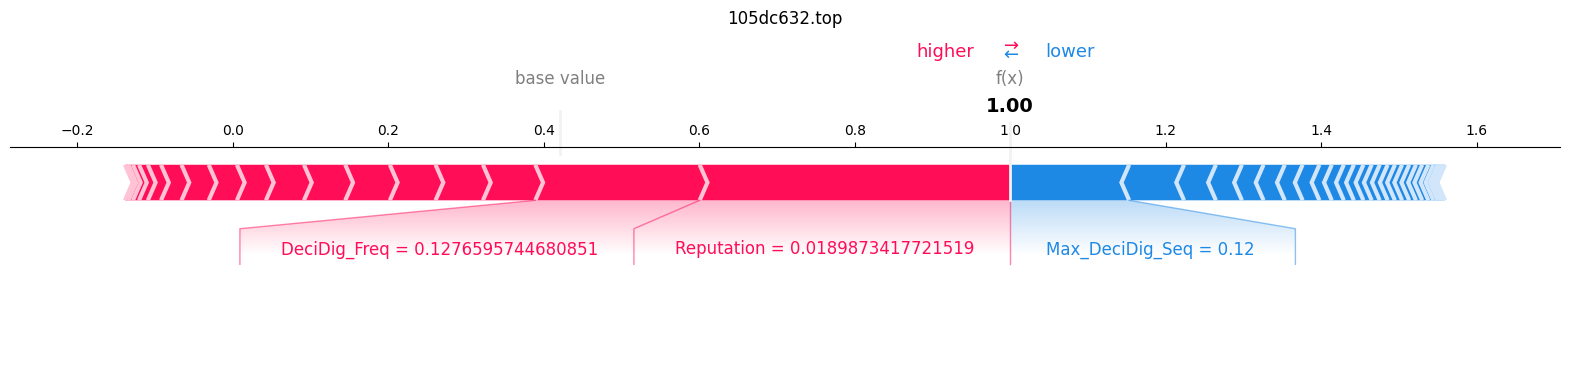 105dc632.top
higher → lower
←
base value f(x)
1.00
−0.2 0.0 0.2 0.4 0.6 0.8 1.0 1.2 1.4 1.6
DeciDig_Freq = 0.1276595744680851 Reputation = 0.0189873417721519 Max_DeciDig_Seq = 0.12